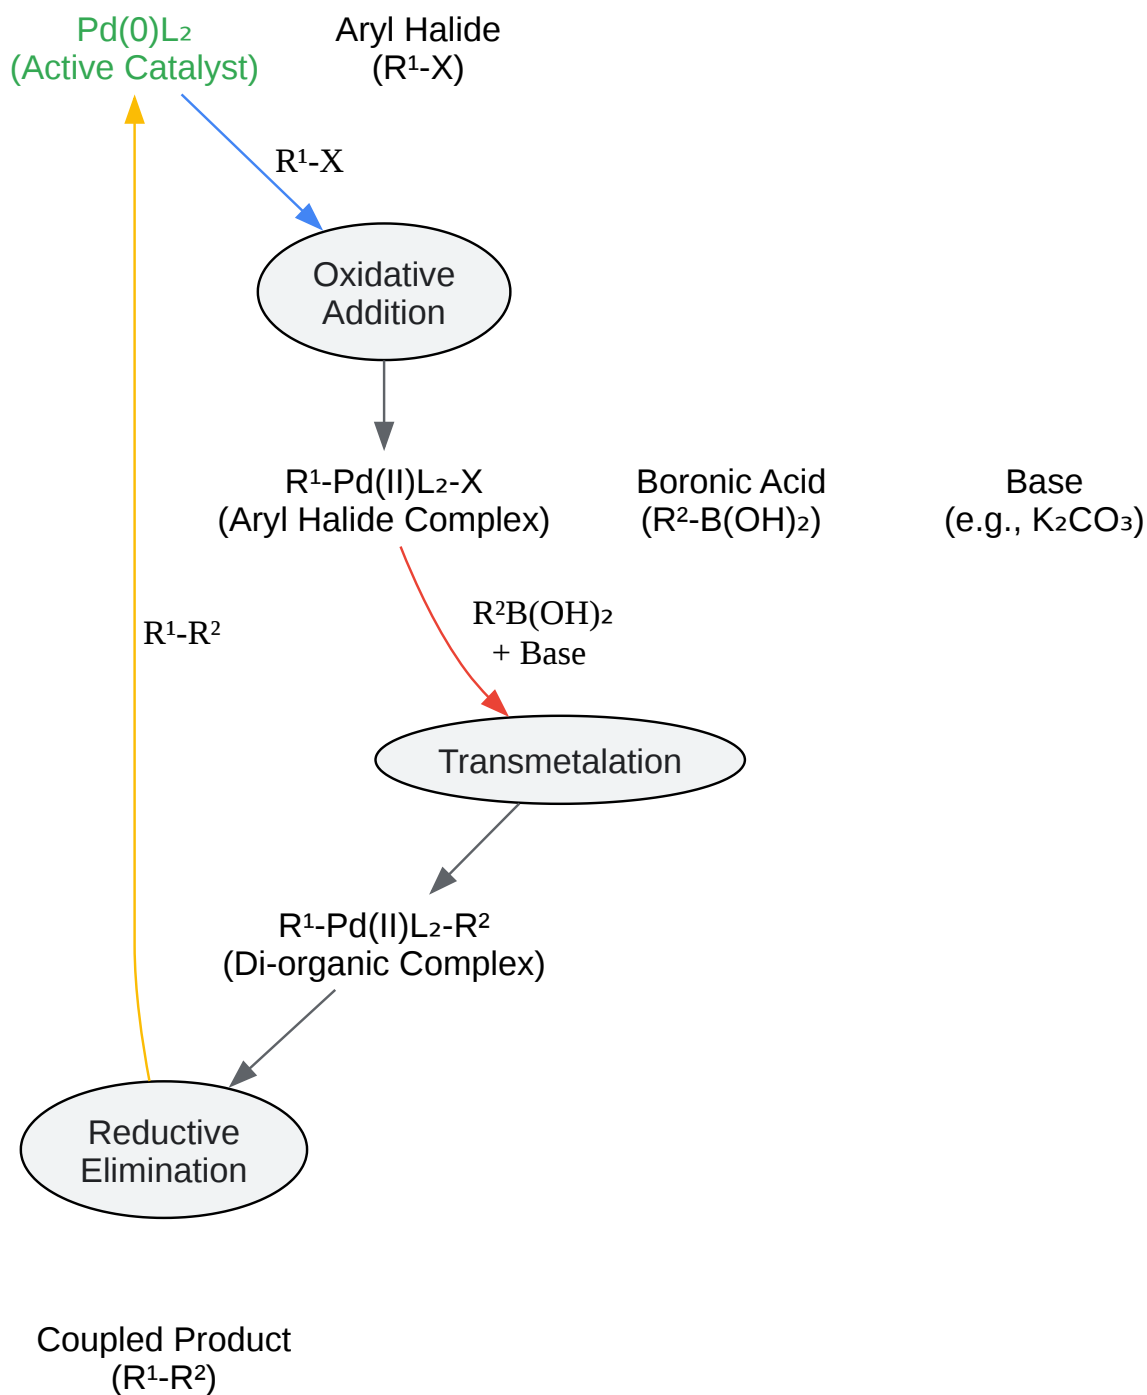 Pd(0)L₂
(Active Catalyst)
Aryl Halide
(R¹-X)
R¹-X
Oxidative
Addition
R¹-Pd(II)L₂-X
(Aryl Halide Complex)
Boronic Acid
(R²-B(OH)₂)
Base
(e.g., K₂CO₃)
R²B(OH)₂
+ Base
R¹-R²
Transmetalation
R¹-Pd(II)L₂-R²
(Di-organic Complex)
Reductive
Elimination
Coupled Product
(R¹-R²)